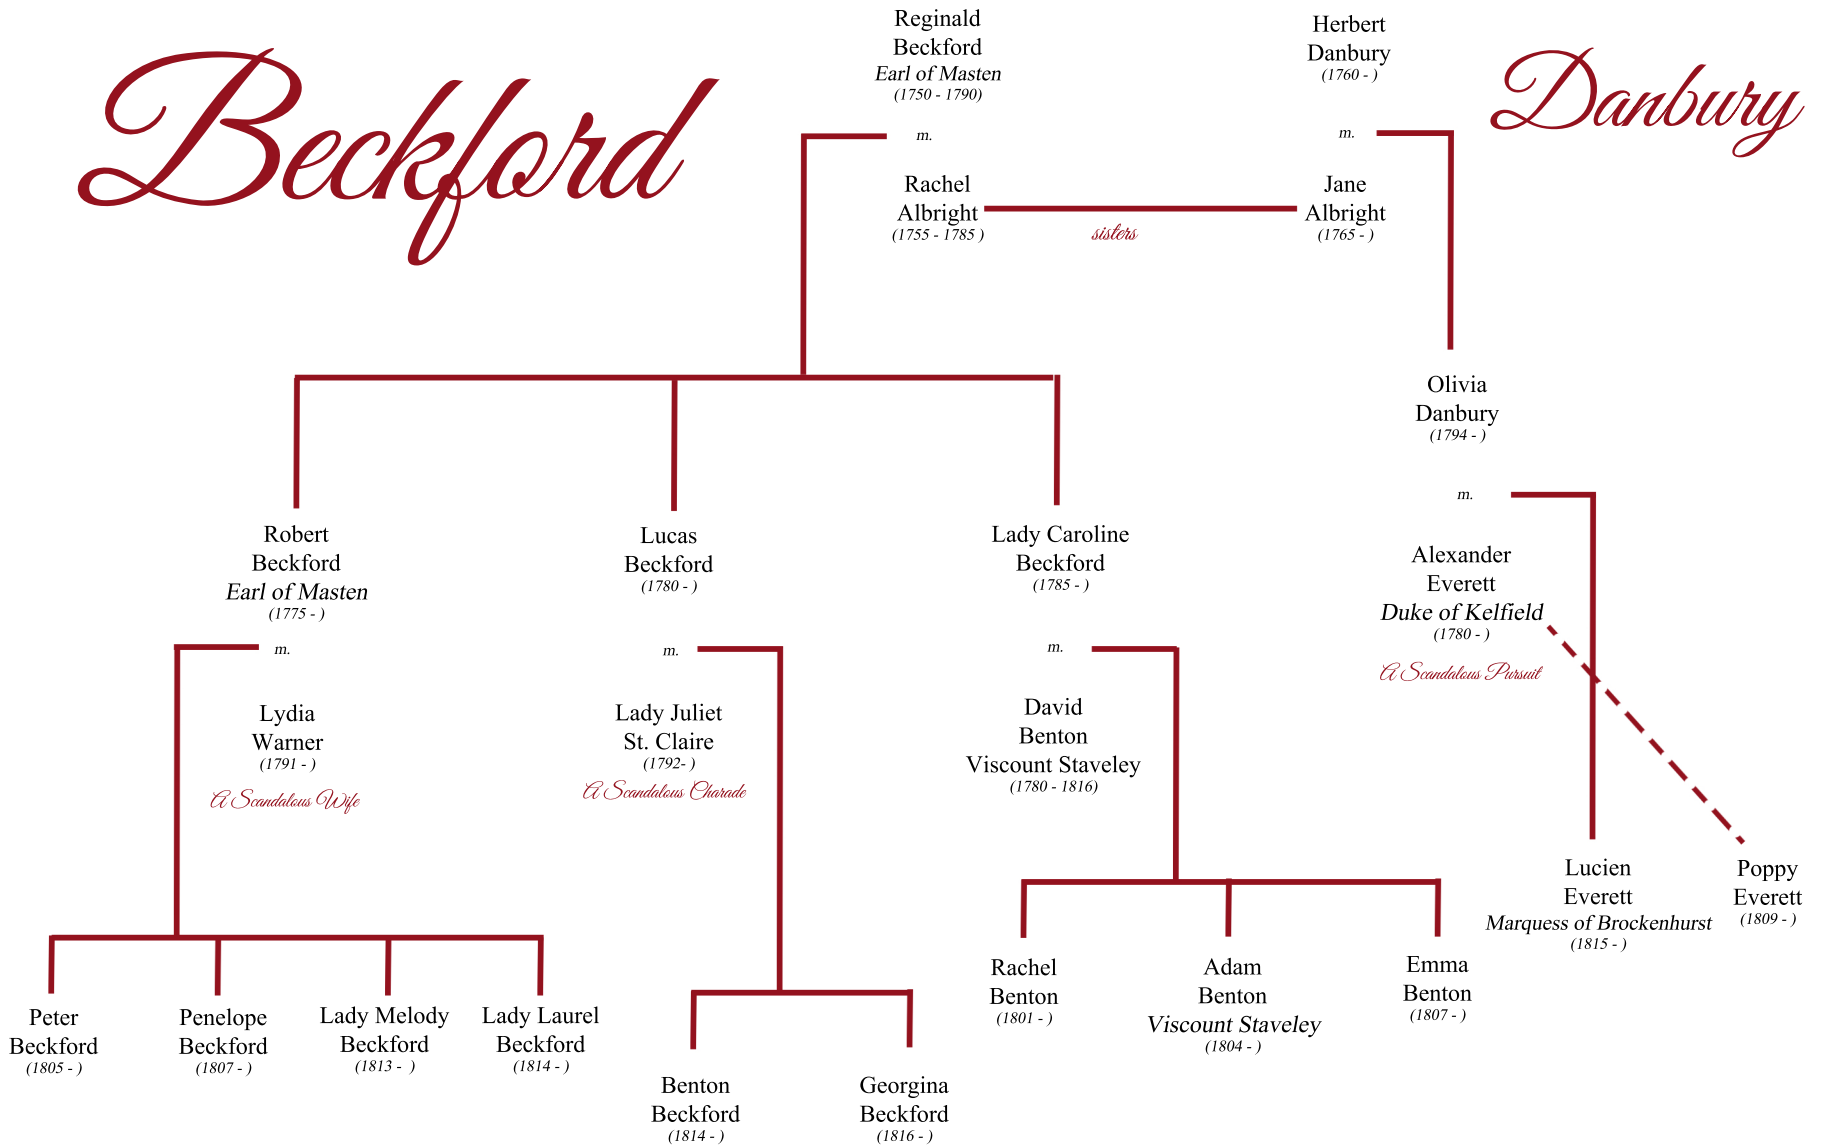 Beckford
Reginald
Beckford
Earl of Masten
(1750 - 1790)
m.
Rachel
Albright
(1755 - 1785 )
sisters
Herbert
Danbury
(1760 - )
m.
Jane
Albright
(1765 - )
Danbury
Olivia
Danbury
(1794 - )
m.
Alexander
Everett
Duke of Kelfield
(1780 - )
A Scandalous Pursuit
Robert
Beckford
Earl of Masten
(1775 - )
m.
Lydia
Warner
(1791 - )
A Scandalous Wife
Lucas
Beckford
(1780 - )
m.
Lady Juliet
St. Claire
(1792- )
A Scandalous Charade
Lady Caroline
Beckford
(1785 - )
m.
David
Benton
Viscount Staveley
(1780 - 1816)
Lucien
Everett
Marquess of Brockenhurst
(1815 - )
Poppy
Everett
(1809 - )
Peter
Beckford
(1805 - )
Penelope
Beckford
(1807 - )
Lady Melody
Beckford
(1813 -  )
Lady Laurel
Beckford
(1814 - )
Benton
Beckford
(1814 - )
Georgina
Beckford
(1816 - )
Rachel
Benton
(1801 - )
Adam
Benton
Viscount Staveley
(1804 - )
Emma
Benton
(1807 - )